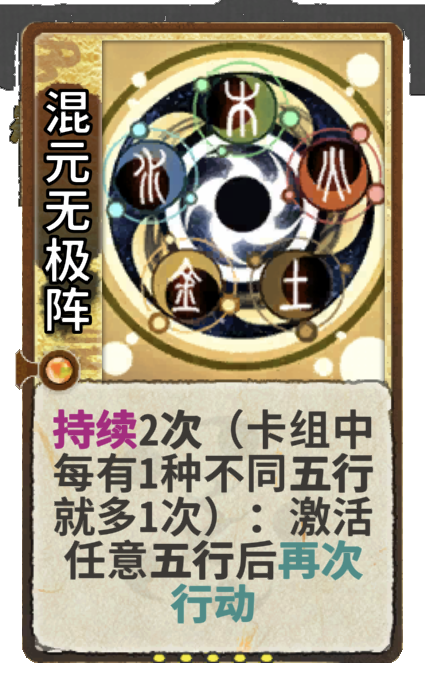 混元无极阵
木
水
火
金
土
持续2次（卡组中
每有1种不同五行
就多1次）：激活
任意五行后再次
行动